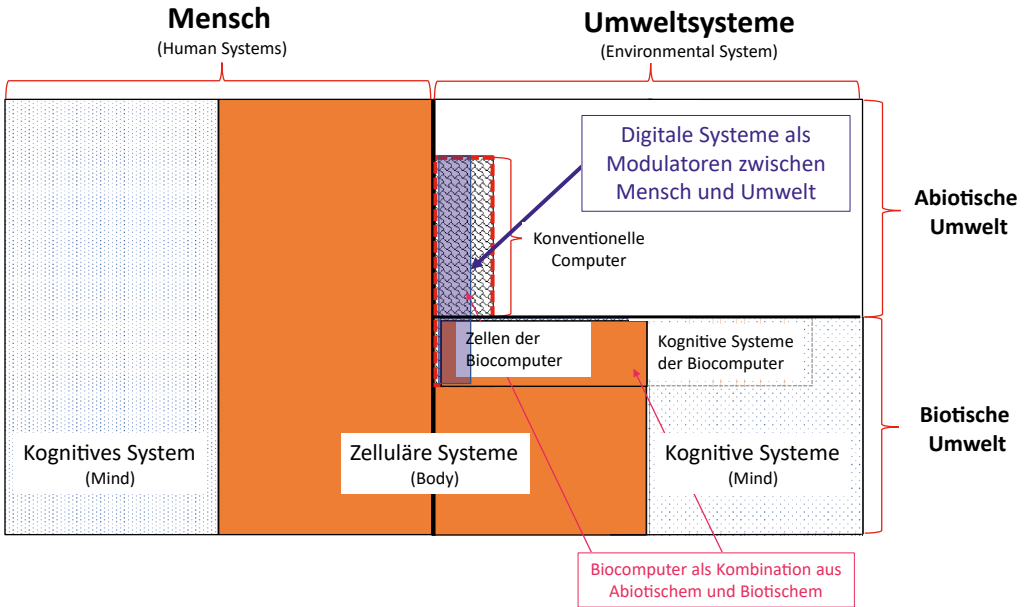 Mensch
(Human Systems)
Umweltsysteme
(Environmental System)
Digitale Systeme als
Modulatoren zwischen
Mensch und Umwelt
Abiotische
Umwelt
Konventionelle
Computer
Zellen der
Biocomputer
Kognitive Systeme
der Biocomputer
Biotische
Umwelt
Kognitives System
(Mind)
Zelluläre Systeme
(Body)
Kognitive Systeme
(Mind)
Biocomputer als Kombination aus
Abiotischem und Biotischem